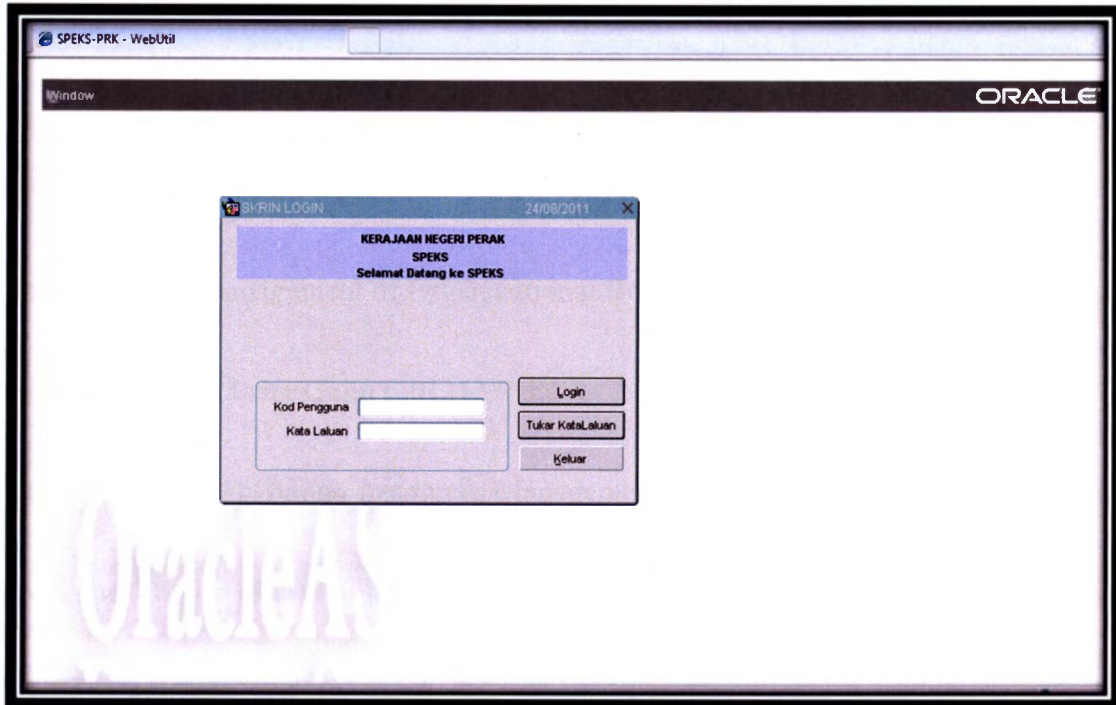 SPEKS-PRK - WebUtil
Window
ORACLE
SKRIN LOGIN 24/08/2011
KERAJAAN NEGERI PERAK
SPEKS
Selamat Datang ke SPEKS
Kod Pengguna
Kata Laluan
Login
Tukar KataLaluan
Keluar
OracleAS